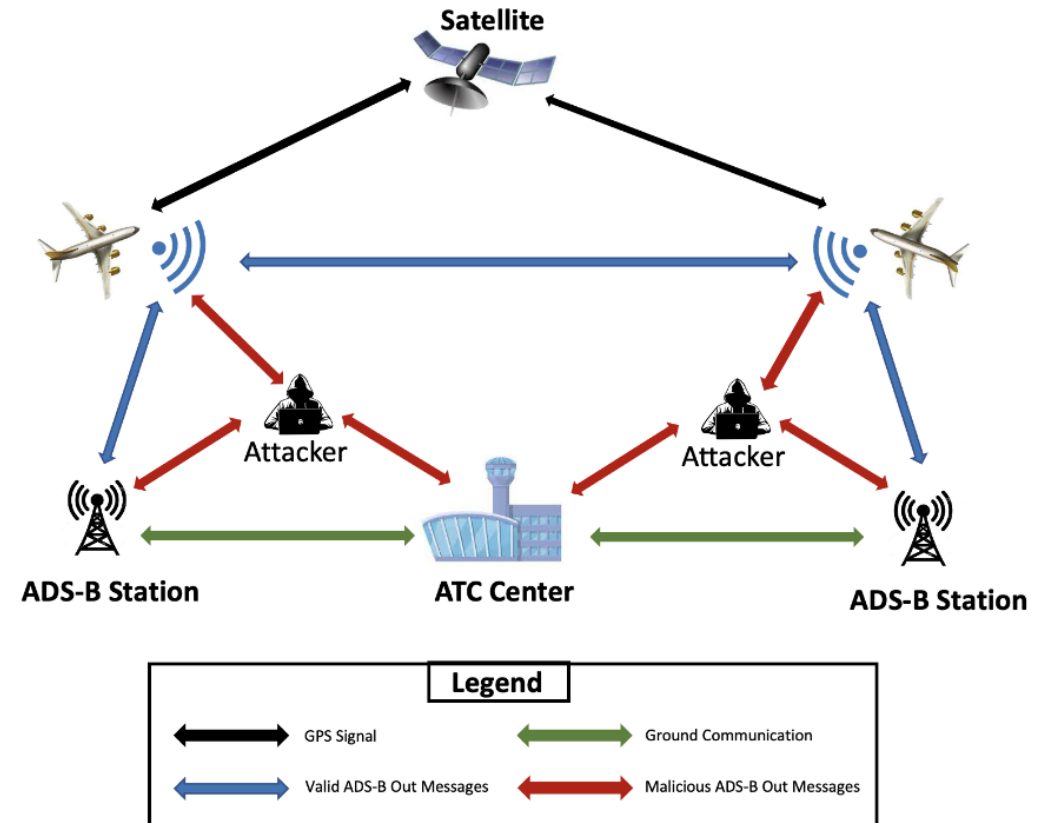 Satellite
Attacker
Attacker
ADS-B Station
ATC Center
ADS-B Station
Legend
GPS Signal
Ground Communication
Valid ADS-B Out Messages
Malicious ADS-B Out Messages